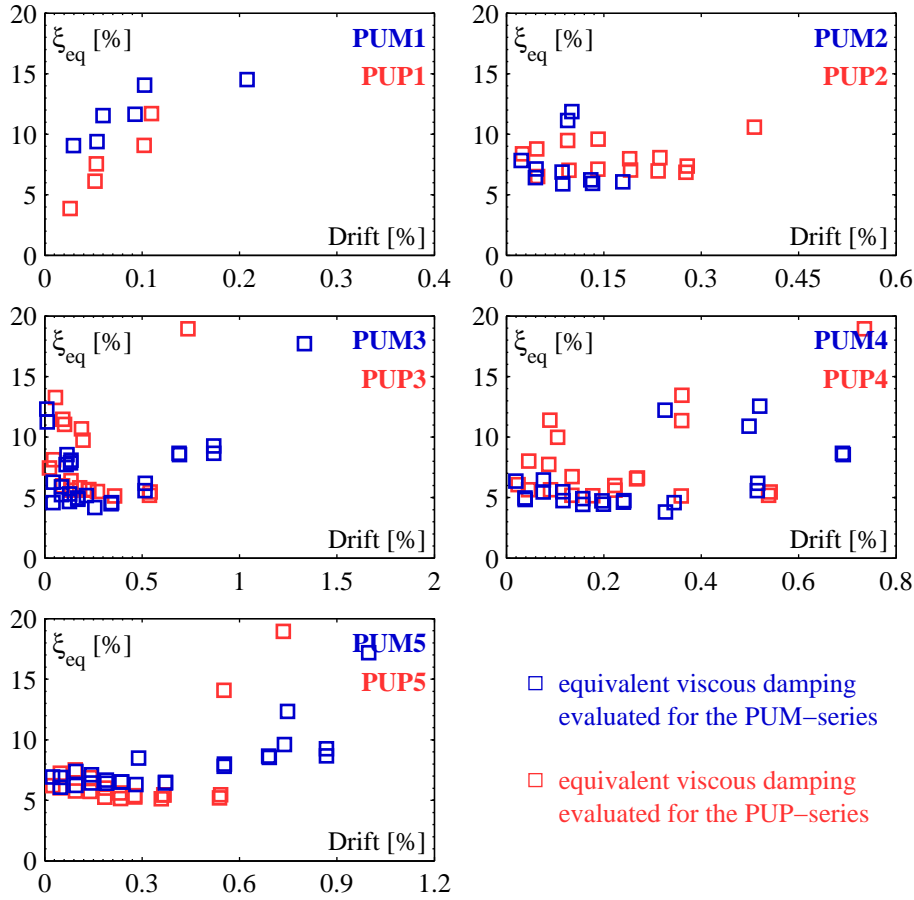 20
15
10
5
0
ξeq [%]
PUM1
PUP1
Drift [%]
0 0.1 0.2 0.3 0.4
20
15
10
5
0
ξeq [%]
PUM2
PUP2
Drift [%]
0 0.15 0.3 0.45 0.6
20
15
10
5
0
ξeq [%]
PUM3
PUP3
Drift [%]
0 0.5 1 1.5 2
20
15
10
5
0
ξeq [%]
PUM4
PUP4
Drift [%]
0 0.2 0.4 0.6 0.8
20
15
10
5
0
ξeq [%]
PUM5
PUP5
Drift [%]
0 0.3 0.6 0.9 1.2
equivalent viscous damping
evaluated for the PUM−series
equivalent viscous damping
evaluated for the PUP−series